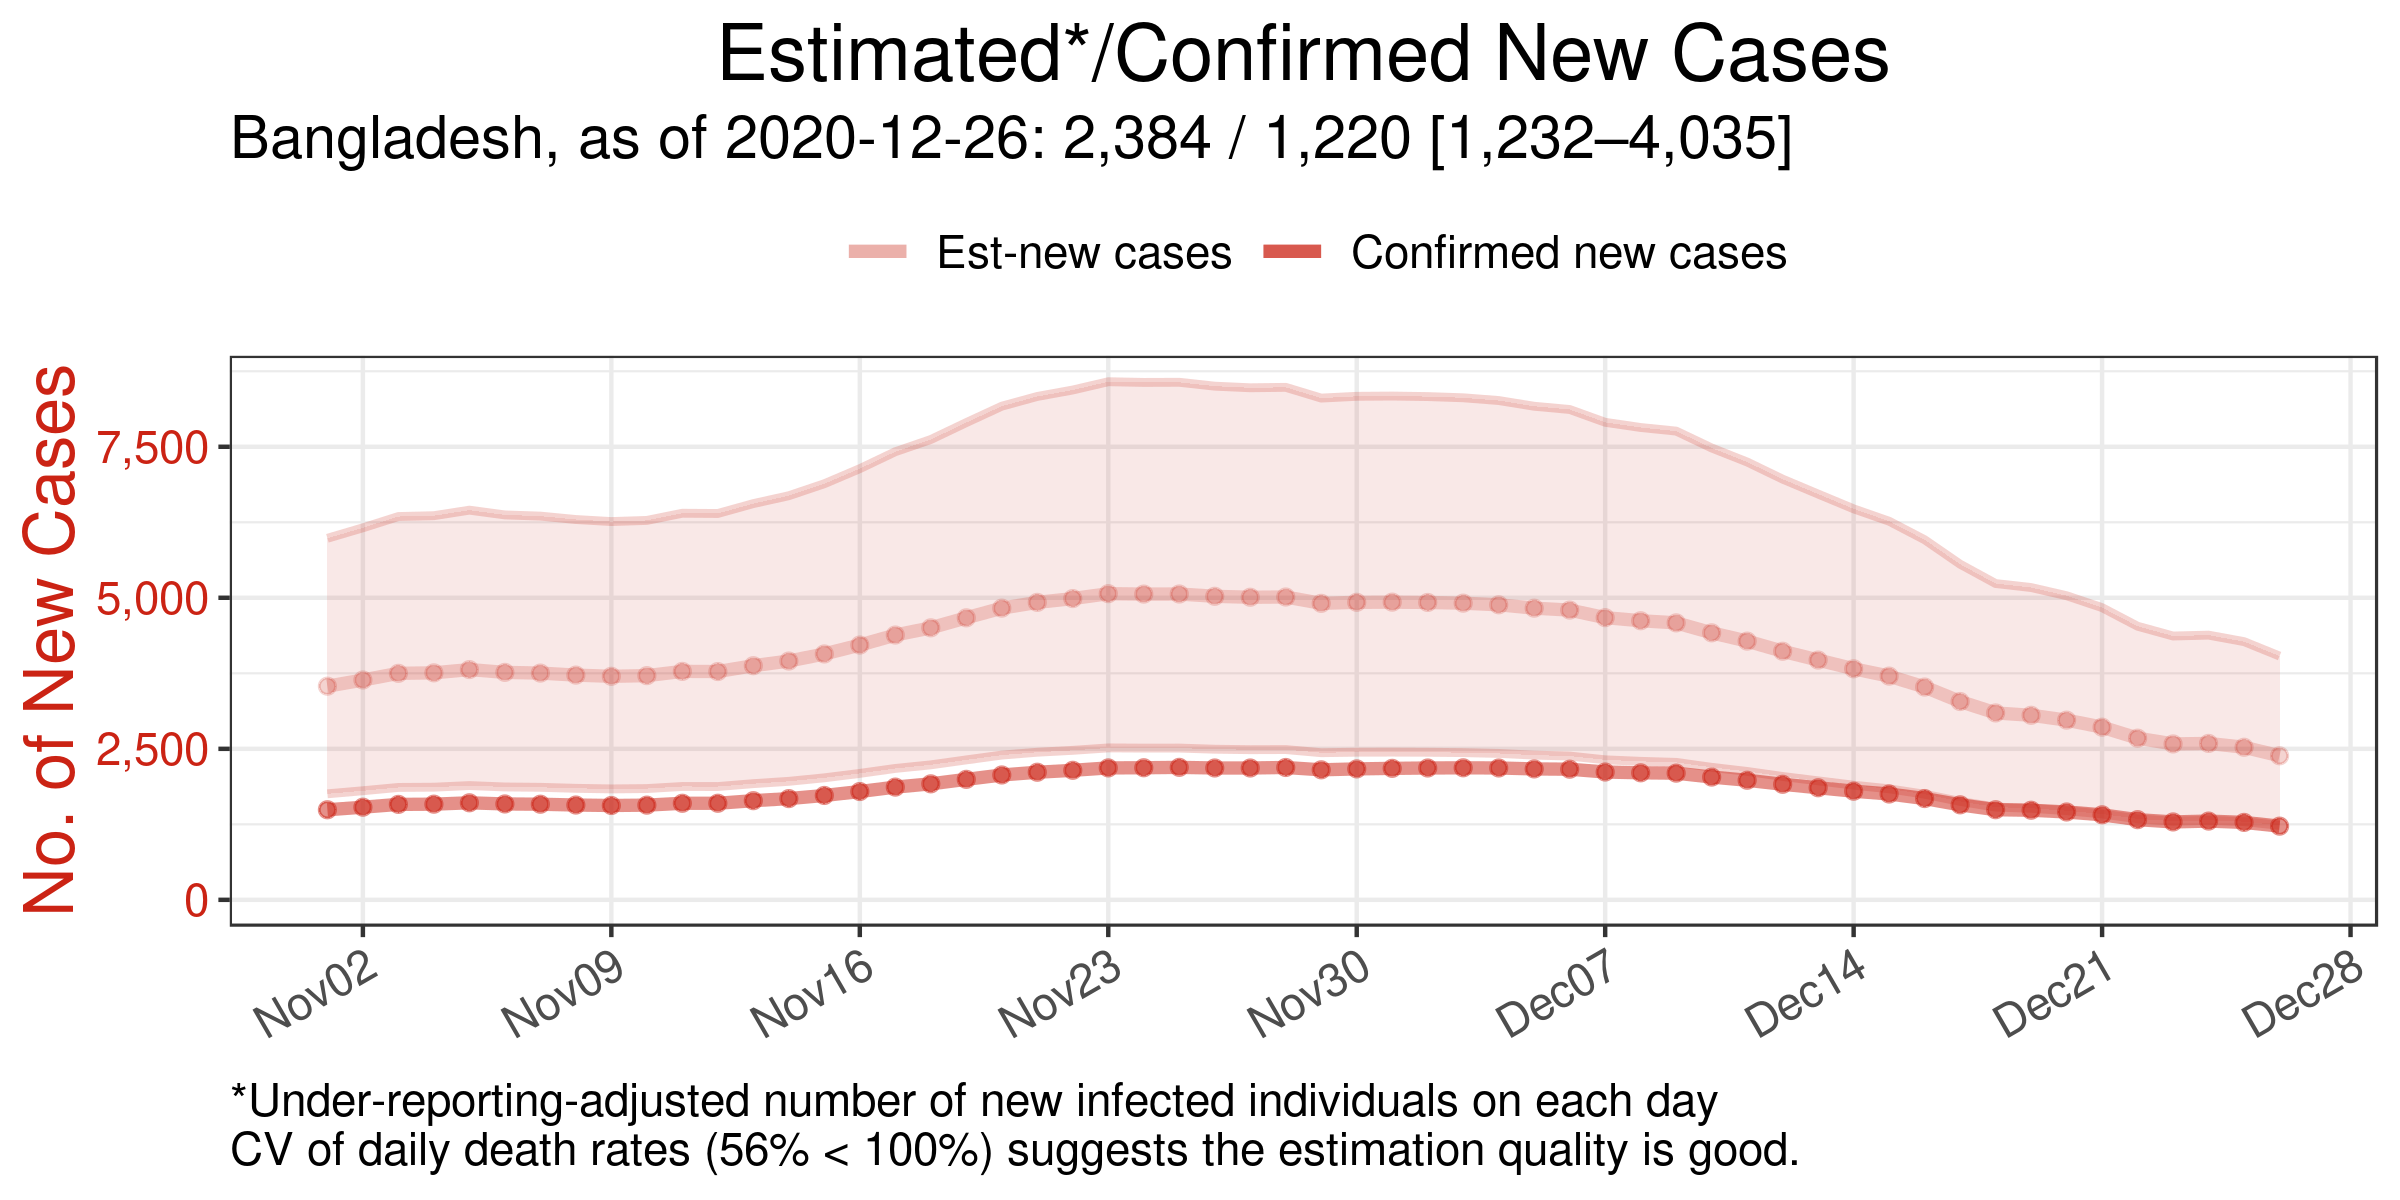 Estimated*/Confirmed New Cases
Bangladesh, as of 2020-12-26: 2,384 / 1,220 [1,232–4,035]
Est-new cases Confirmed new cases
No. of New Cases
7,500
5,000
2,500
0
Nov02 Nov09 Nov16 Nov23 Nov30 Dec07 Dec14 Dec21 Dec28
*Under-reporting-adjusted number of new infected individuals on each day
CV of daily death rates (56% < 100%) suggests the estimation quality is good.